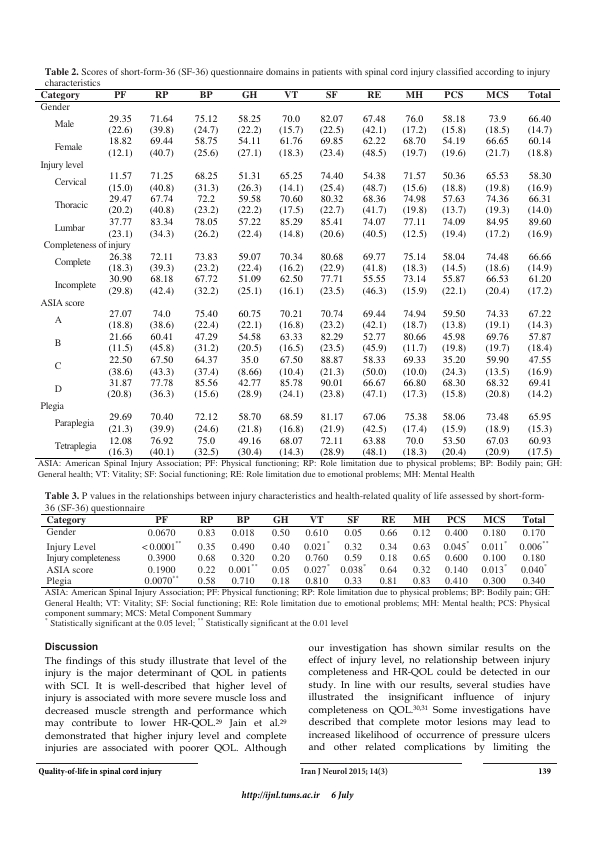 Table 2. Scores of short-form-36 (SF-36) questionnaire domains in patients with spinal cord injury classified according to injury
characteristics
Category PF RP BP GH VT SF RE MH PCS MCS Total
Gender
Male 29.35 71.64 75.12 58.25 70.0 82.07 67.48 76.0 58.18 73.9 66.40
(22.6) (39.8) (24.7) (22.2) (15.7) (22.5) (42.1) (17.2) (15.8) (18.5) (14.7)
Female 18.82 69.44 58.75 54.11 61.76 69.85 62.22 68.70 54.19 66.65 60.14
(12.1) (40.7) (25.6) (27.1) (18.3) (23.4) (48.5) (19.7) (19.6) (21.7) (18.8)
Injury level
Cervical 11.57 71.25 68.25 51.31 65.25 74.40 54.38 71.57 50.36 65.53 58.30
(15.0) (40.8) (31.3) (26.3) (14.1) (25.4) (48.7) (15.6) (18.8) (19.8) (16.9)
Thoracic 29.47 67.74 72.2 59.58 70.60 80.32 68.36 74.98 57.63 74.36 66.31
(20.2) (40.8) (23.2) (22.2) (17.5) (22.7) (41.7) (19.8) (13.7) (19.3) (14.0)
Lumbar 37.77 83.34 78.05 57.22 85.29 85.41 74.07 77.11 74.09 84.95 89.60
(23.1) (34.3) (26.2) (22.4) (14.8) (20.6) (40.5) (12.5) (19.4) (17.2) (16.9)
Completeness of injury
Complete 26.38 72.11 73.83 59.07 70.34 80.68 69.77 75.14 58.04 74.48 66.66
(18.3) (39.3) (23.2) (22.4) (16.2) (22.9) (41.8) (18.3) (14.5) (18.6) (14.9)
Incomplete 30.90 68.18 67.72 51.09 62.50 77.71 55.55 73.14 55.87 66.53 61.20
(29.8) (42.4) (32.2) (25.1) (16.1) (23.5) (46.3) (15.9) (22.1) (20.4) (17.2)
ASIA score
A 27.07 74.0 75.40 60.75 70.21 70.74 69.44 74.94 59.50 74.33 67.22
(18.8) (38.6) (22.4) (22.1) (16.8) (23.2) (42.1) (18.7) (13.8) (19.1) (14.3)
B 21.66 60.41 47.29 54.58 63.33 82.29 52.77 80.66 45.98 69.76 57.87
(11.5) (45.8) (31.2) (20.5) (16.5) (23.5) (45.9) (11.7) (19.8) (19.7) (18.4)
C 22.50 67.50 64.37 35.0 67.50 88.87 58.33 69.33 35.20 59.90 47.55
(38.6) (43.3) (37.4) (8.66) (10.4) (21.3) (50.0) (10.0) (24.3) (13.5) (16.9)
D 31.87 77.78 85.56 42.77 85.78 90.01 66.67 66.80 68.30 68.32 69.41
(20.8) (36.3) (15.6) (28.9) (24.1) (23.8) (47.1) (17.3) (15.8) (20.8) (14.2)
Plegia
Paraplegia 29.69 70.40 72.12 58.70 68.59 81.17 67.06 75.38 58.06 73.48 65.95
(21.3) (39.9) (24.6) (21.8) (16.8) (21.9) (42.5) (17.4) (15.9) (18.9) (15.3)
Tetraplegia 12.08 76.92 75.0 49.16 68.07 72.11 63.88 70.0 53.50 67.03 60.93
(16.3) (40.1) (32.5) (30.4) (14.3) (28.9) (48.1) (18.3) (20.4) (20.9) (17.5)
ASIA: American Spinal Injury Association; PF: Physical functioning; RP: Role limitation due to physical problems; BP: Bodily pain; GH:
General health; VT: Vitality; SF: Social functioning; RE: Role limitation due to emotional problems; MH: Mental Health
Table 3. P values in the relationships between injury characteristics and health-related quality of life assessed by short-form-
36 (SF-36) questionnaire
Category PF RP BP GH VT SF RE MH PCS MCS Total
Gender 0.0670 0.83 0.018 0.50 0.610 0.05 0.66 0.12 0.400 0.180 0.170
Injury Level < 0.0001** 0.35 0.490 0.40 0.021* 0.32 0.34 0.63 0.045* 0.011* 0.006**
Injury completeness 0.3900 0.68 0.320 0.20 0.760 0.59 0.18 0.65 0.600 0.100 0.180
ASIA score 0.1900 0.22 0.001** 0.05 0.027* 0.038* 0.64 0.32 0.140 0.013* 0.040*
Plegia 0.0070** 0.58 0.710 0.18 0.810 0.33 0.81 0.83 0.410 0.300 0.340
ASIA: American Spinal Injury Association; PF: Physical functioning; RP: Role limitation due to physical problems; BP: Bodily pain; GH:
General Health; VT: Vitality; SF: Social functioning; RE: Role limitation due to emotional problems; MH: Mental health; PCS: Physical
component summary; MCS: Metal Component Summary
* Statistically significant at the 0.05 level; ** Statistically significant at the 0.01 level
Discussion
The findings of this study illustrate that level of the
injury is the major determinant of QOL in patients
with SCI. It is well-described that higher level of
injury is associated with more severe muscle loss and
decreased muscle strength and performance which
may contribute to lower HR-QOL.29 Jain et al.29
demonstrated that higher injury level and complete
injuries are associated with poorer QOL. Although
our investigation has shown similar results on the
effect of injury level, no relationship between injury
completeness and HR-QOL could be detected in our
study. In line with our results, several studies have
illustrated the insignificant influence of injury
completeness on QOL.30,31 Some investigations have
described that complete motor lesions may lead to
increased likelihood of occurrence of pressure ulcers
and other related complications by limiting the
Quality-of-life in spinal cord injury
Iran J Neurol 2015; 14(3)
139
http://ijnl.tums.ac.ir 6 July